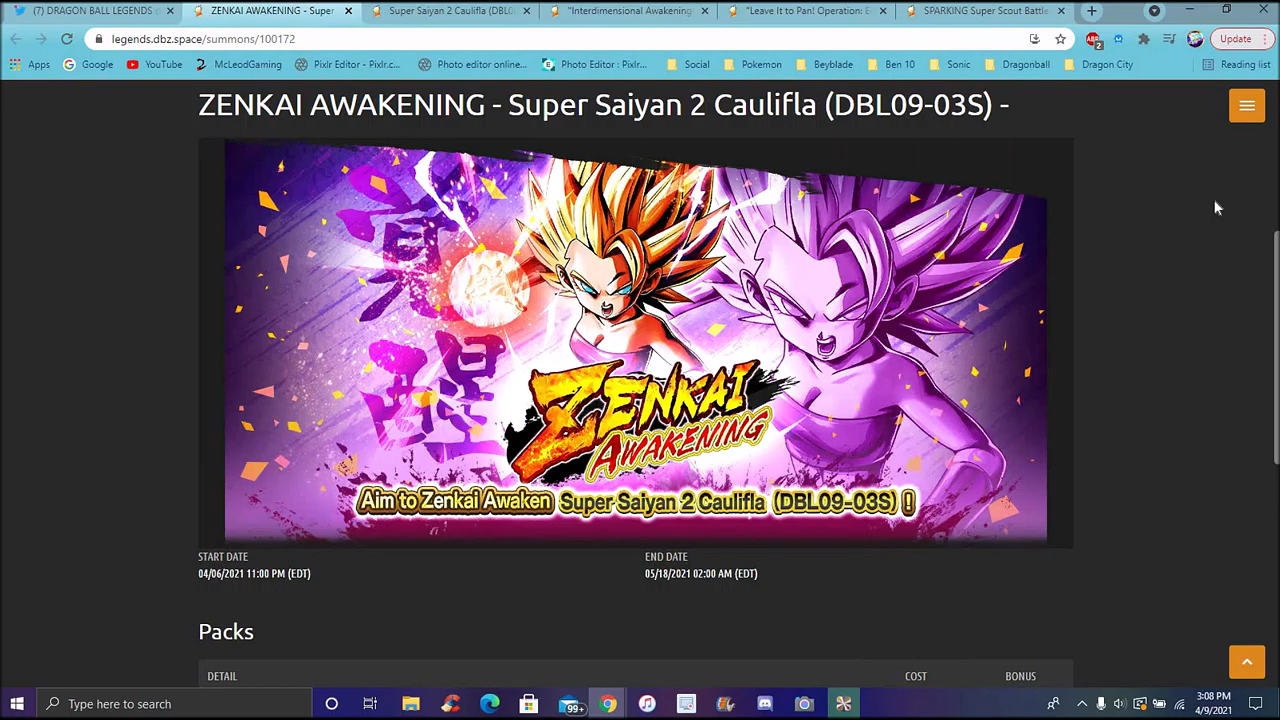 (7) DRAGON BALL LEGENDS
ZENKAI AWAKENING - Super
Super Saiyan 2 Caulifla (DBL0
"Interdimensional Awakening
"Leave It to Pan! Operation: E
SPARKING Super Scout Battle
legends.dbz.space/summons/100172
ABP
2
Update
Apps
Google
YouTube
McLeodGaming
Pixlr Editor - Pixlr.c...
Photo editor online...
Photo Editor : Pixlr...
Social
Pokemon
Beyblade
Ben 10
Sonic
Dragonball
Dragon City
Reading list
ZENKAI AWAKENING - Super Saiyan 2 Caulifla (DBL09-03S) -
覚醒
ZENKAI
AWAKENING
Aim to Zenkai Awaken Super Saiyan 2 Caulifla (DBL09-03S)!
START DATE
END DATE
04/06/2021 11:00 PM (EDT)
05/18/2021 02:00 AM (EDT)
Packs
DETAIL
COST
BONUS
Type here to search
99+
3:08 PM
4/9/2021